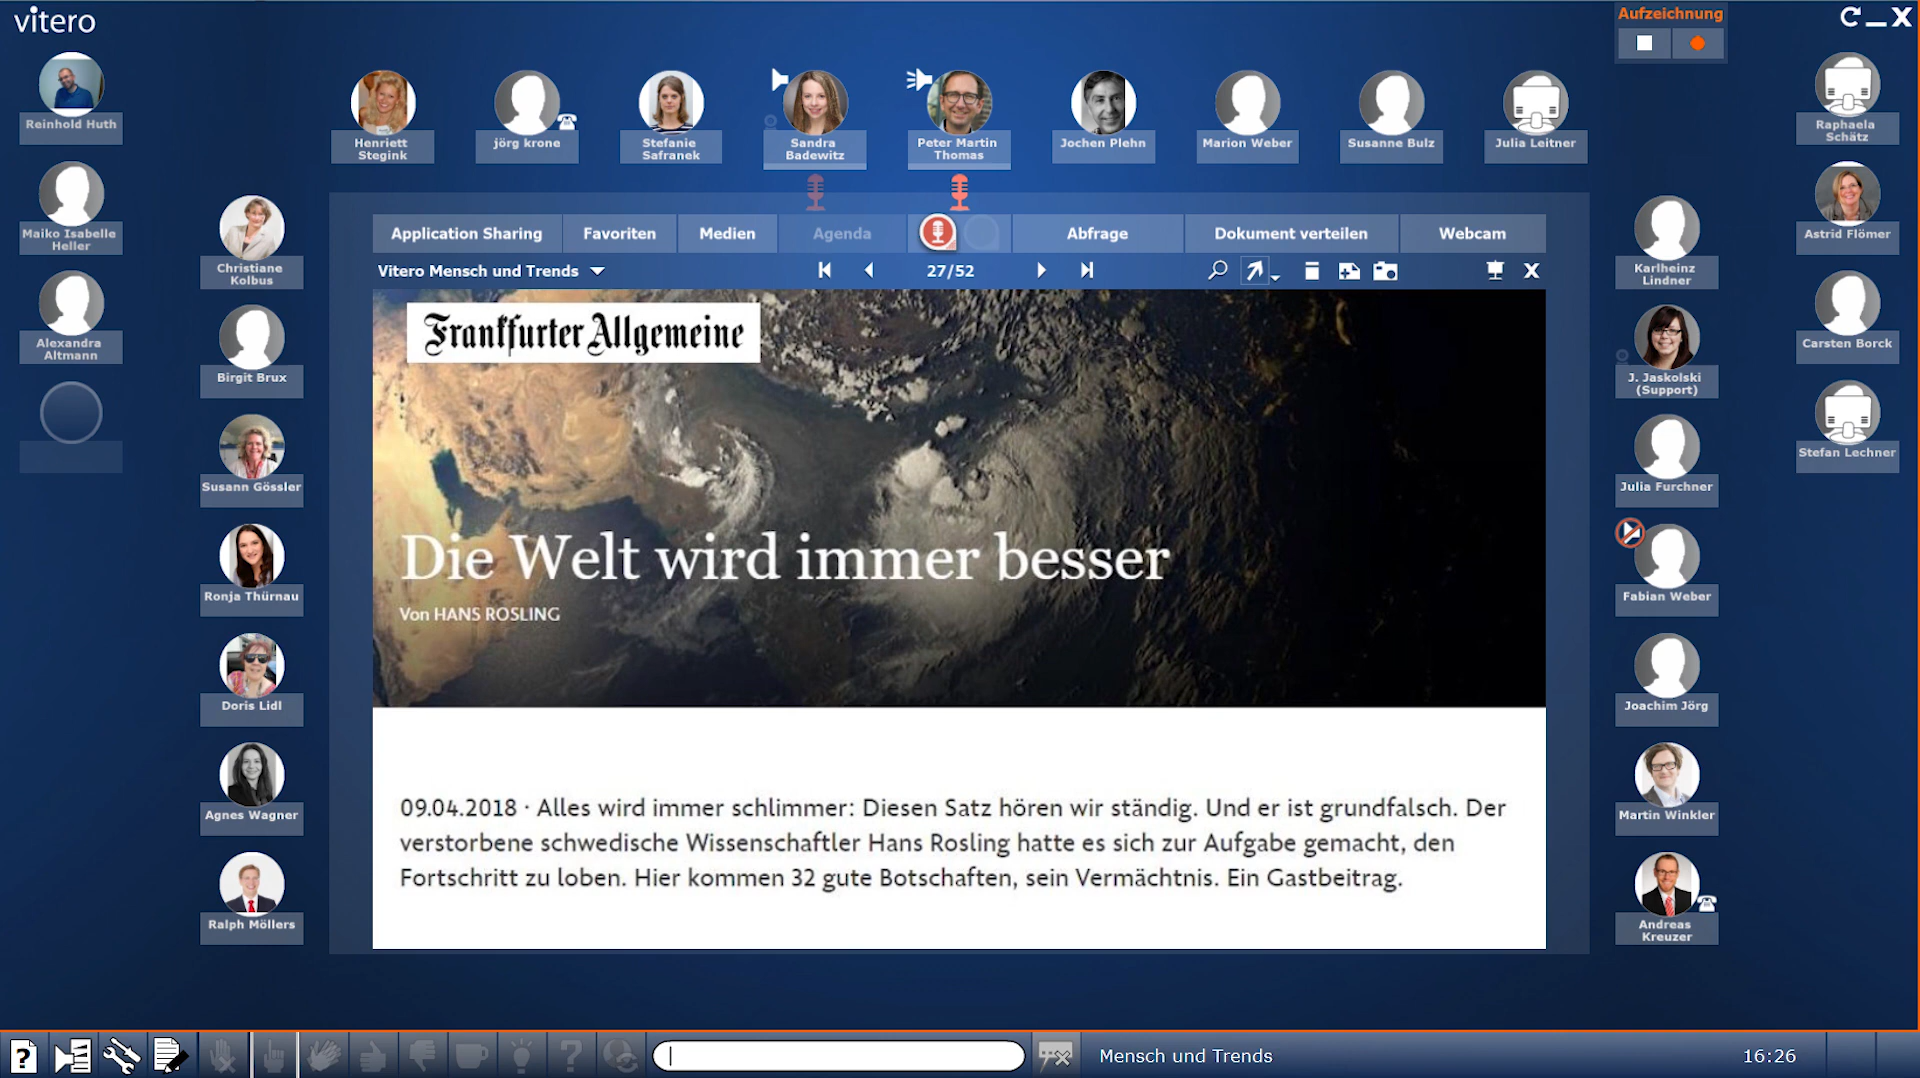 vitero
Aufzeichnung
Reinhold Huth
Maiko Isabelle
Heller
Alexandra
Altmann
Christiane
Kolbus
Birgit Brux
Susann Gössler
Ronja Thürnau
Doris Lidl
Agnes Wagner
Ralph Möllers
Henriett
Stegink
jörg krone
Stefanie
Safranek
Sandra
Badewitz
Peter Martin
Thomas
Jochen Plehn
Marion Weber
Susanne Bulz
Julia Leitner
Application Sharing
Favoriten
Medien
Agenda
Abfrage
Dokument verteilen
Webcam
Vitero Mensch und Trends
27/52
Frankfurter Allgemeine
Die Welt wird immer besser
Von HANS ROSLING
09.04.2018 · Alles wird immer schlimmer: Diesen Satz hören wir ständig. Und er ist grundfalsch. Der
verstorbene schwedische Wissenschaftler Hans Rosling hatte es sich zur Aufgabe gemacht, den
Fortschritt zu loben. Hier kommen 32 gute Botschaften, sein Vermächtnis. Ein Gastbeitrag.
Karlheinz
Lindner
J. Jaskolski
(Support)
Julia Furchner
Fabian Weber
Joachim Jörg
Martin Winkler
Andreas
Kreuzer
Raphaela
Schätz
Astrid Flömer
Carsten Borck
Stefan Lechner
Mensch und Trends
16:26